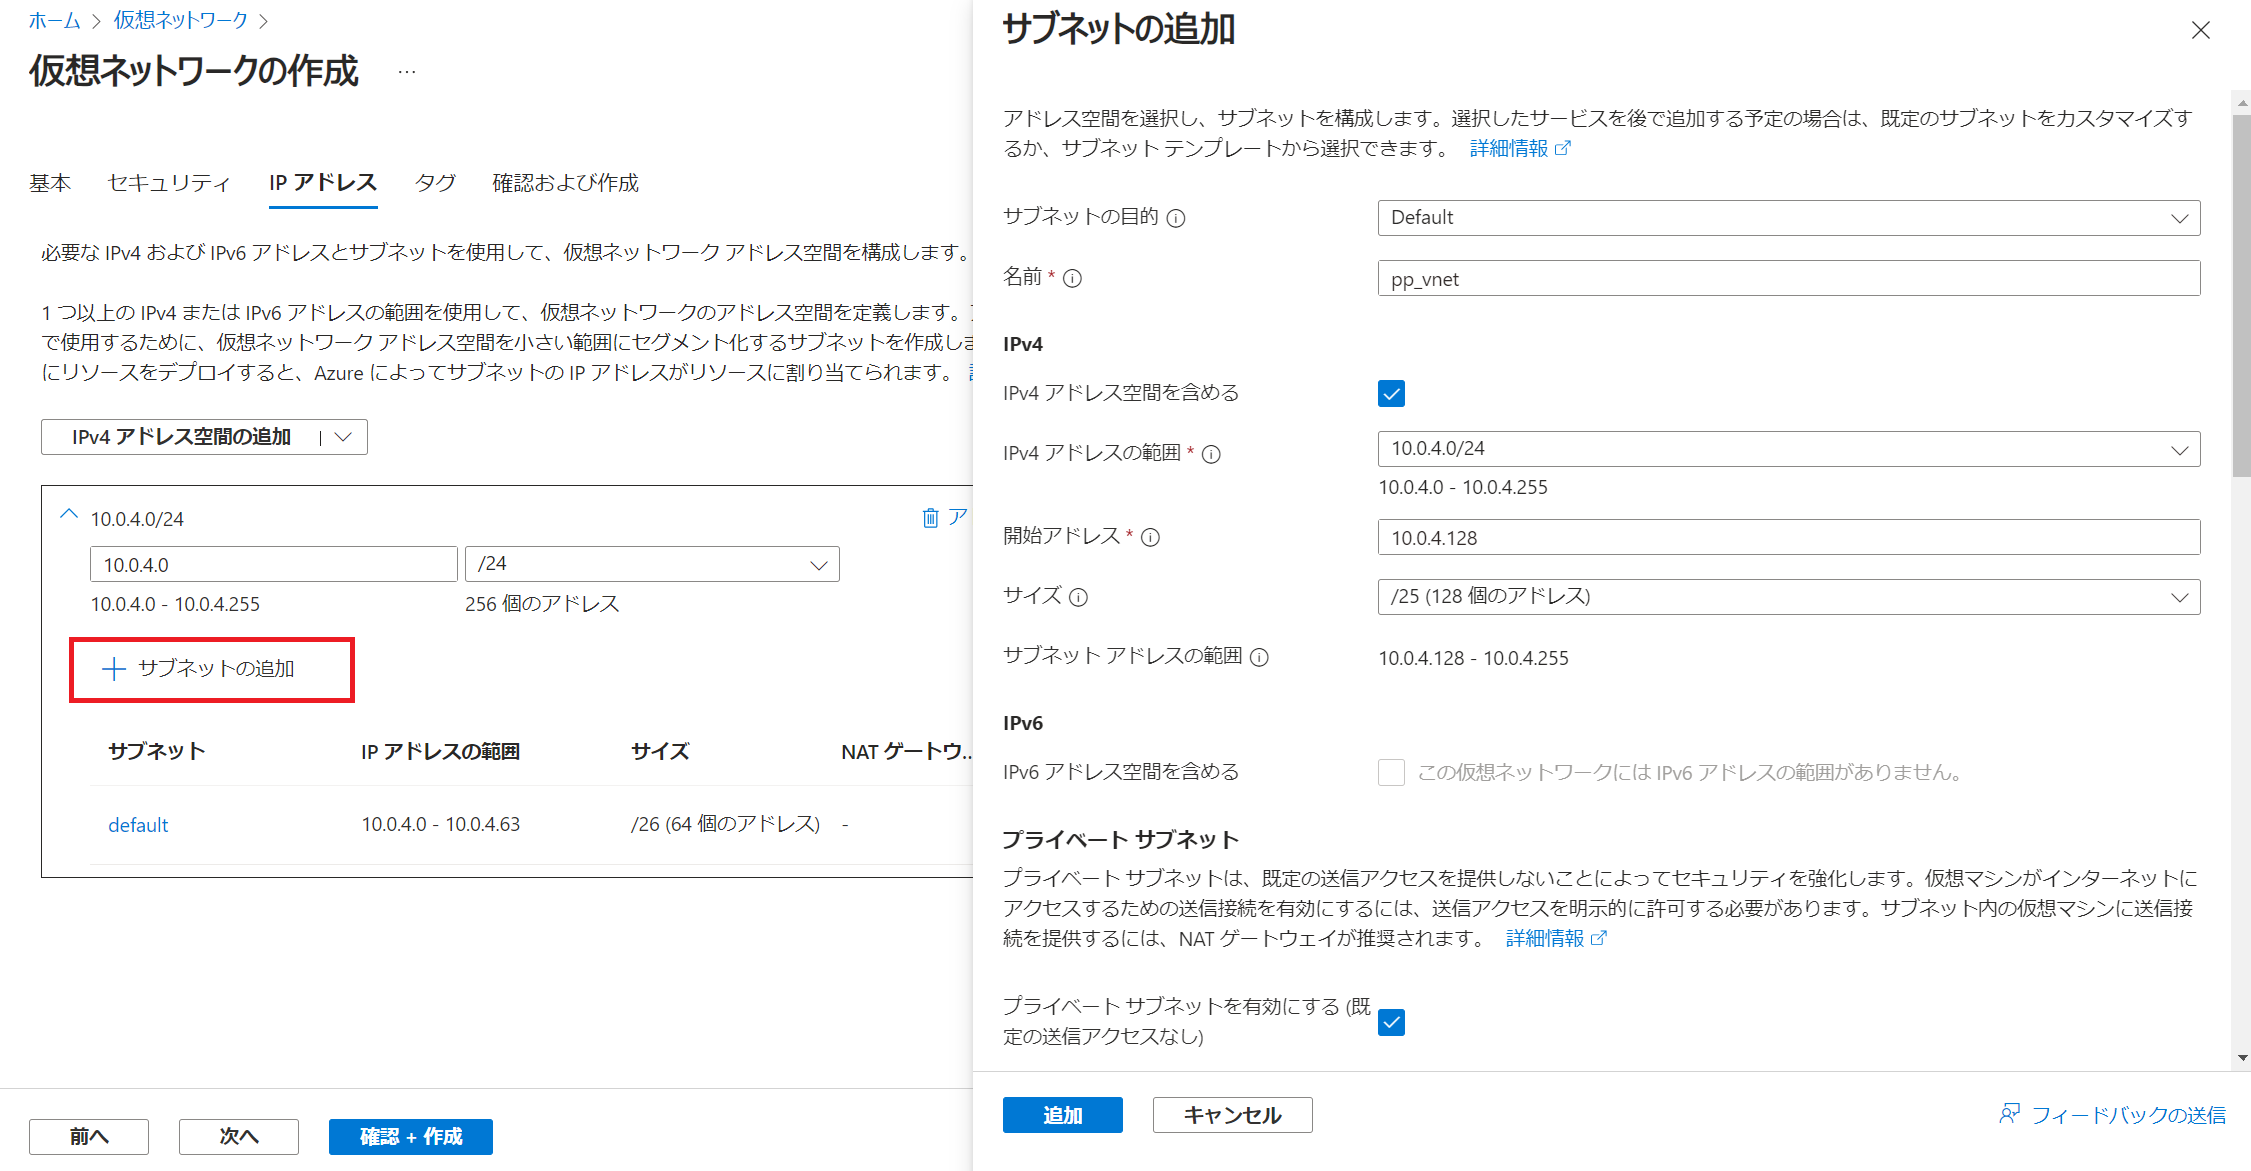 ホーム > 仮想ネットワーク >
仮想ネットワークの作成 …
基本 セキュリティ IP アドレス タグ 確認および作成
必要な IPv4 および IPv6 アドレスとサブネットを使用して、仮想ネットワーク アドレス空間を構成します。
1 つ以上の IPv4 または IPv6 アドレスの範囲を使用して、仮想ネットワークのアドレス空間を定義します。
で使用するために、仮想ネットワーク アドレス空間を小さい範囲にセグメント化するサブネットを作成しま
にリソースをデプロイすると、Azure によってサブネットの IP アドレスがリソースに割り当てられます。
IPv4 アドレス空間の追加 |
10.0.4.0/24
ア
10.0.4.0 /24
10.0.4.0 - 10.0.4.255 256 個のアドレス
サブネットの追加
サブネット IP アドレスの範囲 サイズ NAT ゲートウ...
default 10.0.4.0 - 10.0.4.63 /26 (64 個のアドレス) -
前へ 次へ 確認 + 作成
サブネットの追加
アドレス空間を選択し、サブネットを構成します。選択したサービスを後で追加する予定の場合は、既定のサブネットをカスタマイズす
るか、サブネット テンプレートから選択できます。 詳細情報
サブネットの目的 Default
名前 * pp_vnet
IPv4
IPv4 アドレス空間を含める
IPv4 アドレスの範囲 * 10.0.4.0/24
10.0.4.0 - 10.0.4.255
開始アドレス * 10.0.4.128
サイズ /25 (128 個のアドレス)
サブネット アドレスの範囲 10.0.4.128 - 10.0.4.255
IPv6
IPv6 アドレス空間を含める この仮想ネットワークには IPv6 アドレスの範囲がありません。
プライベート サブネット
プライベート サブネットは、既定の送信アクセスを提供しないことによってセキュリティを強化します。仮想マシンがインターネットに
アクセスするための送信接続を有効にするには、送信アクセスを明示的に許可する必要があります。サブネット内の仮想マシンに送信接
続を提供するには、NAT ゲートウェイが推奨されます。 詳細情報
プライベート サブネットを有効にする (既
定の送信アクセスなし)
追加 キャンセル フィードバックの送信